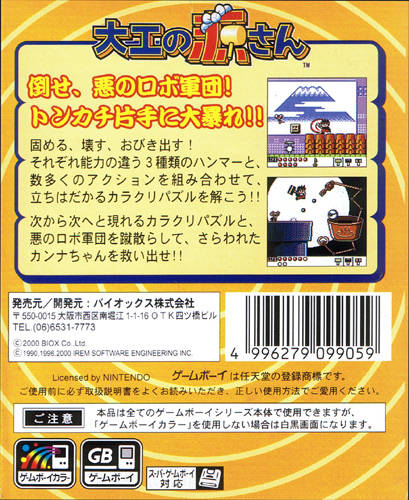 大工の源さん
TM
倒せ、悪のロボ軍団!
トンカチ片手に大暴れ!!
固める、壊す、おびき出す!
それぞれ能力の違う3種類のハンマーと、
数多くのアクションを組み合わせて、
立ちはだかるカラクリパズルを解こう!!
次から次へと現れるカラクリパズルと、
悪のロボ軍団を蹴散らして、さらわれた
カンナちゃんを救い出せ!!
発売元/開発元:バイオックス株式会社
〒550-0015 大阪市西区南堀江 1-1-16 OTK四ツ橋ビル
TEL.(06)6531-7773
©2000 BIOX Co.,Ltd.
©1990,1996,2000 IREM SOFTWARE ENGINEERING INC.
4 996279 099059
Licensed by NINTENDO ゲームボーイは任天堂の登録商標です。
ご使用前に必ず取扱説明書をよくお読みいただき、正しい使用方法でご愛用ください。
ご注意
本品は全てのゲームボーイシリーズ本体で使用できますが、
「ゲームボーイカラー」を使用しない場合は白黒画面になります。
ゲームボーイカラー
GB
ゲームボーイ
スーパーゲームボーイ
対応